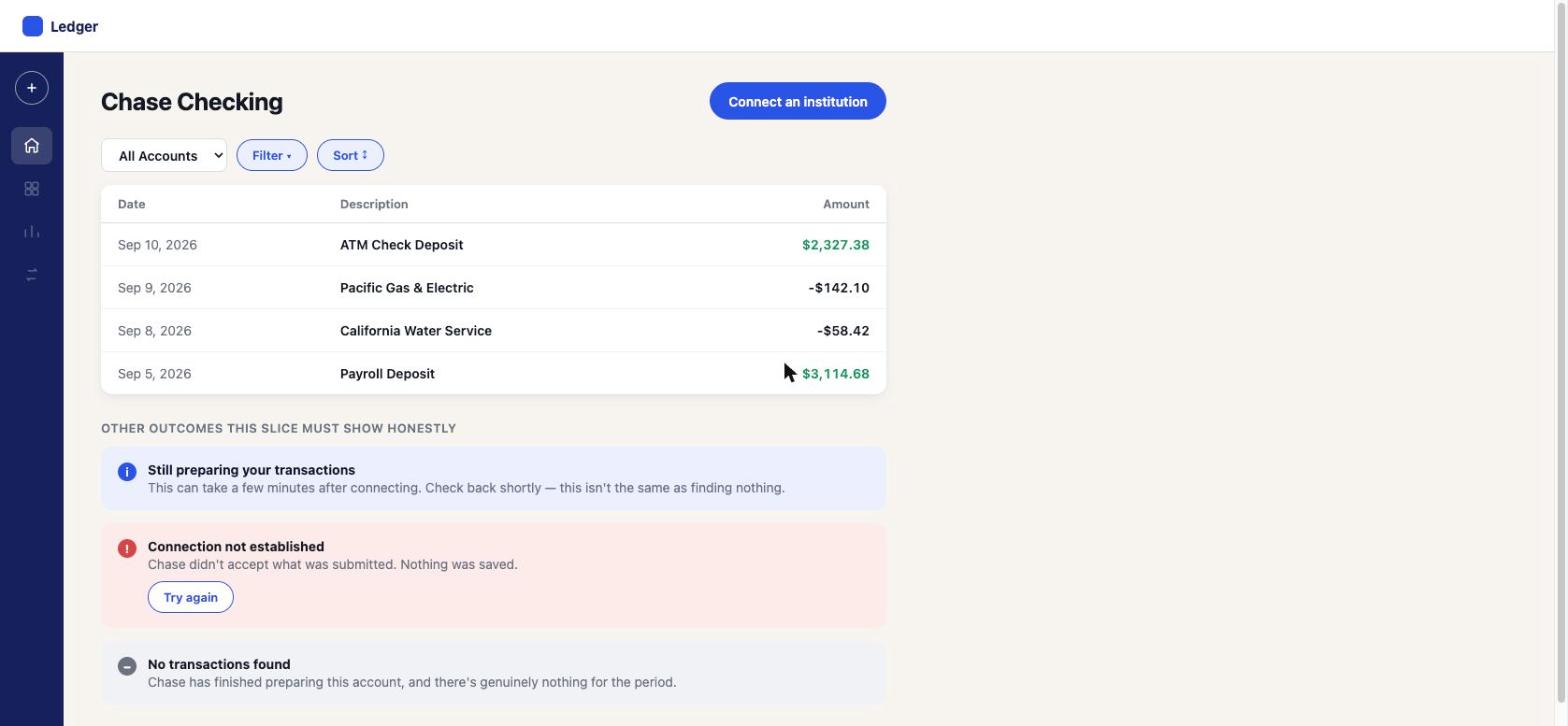 Ledger
+
Chase Checking
Connect an institution
All Accounts
Filter ▾
Sort ↕
Date Description Amount
Sep 10, 2026 ATM Check Deposit $2,327.38
Sep 9, 2026 Pacific Gas & Electric -$142.10
Sep 8, 2026 California Water Service -$58.42
Sep 5, 2026 Payroll Deposit $3,114.68
OTHER OUTCOMES THIS SLICE MUST SHOW HONESTLY
i Still preparing your transactions
This can take a few minutes after connecting. Check back shortly — this isn't the same as finding nothing.
! Connection not established
Chase didn't accept what was submitted. Nothing was saved.
Try again
– No transactions found
Chase has finished preparing this account, and there's genuinely nothing for the period.